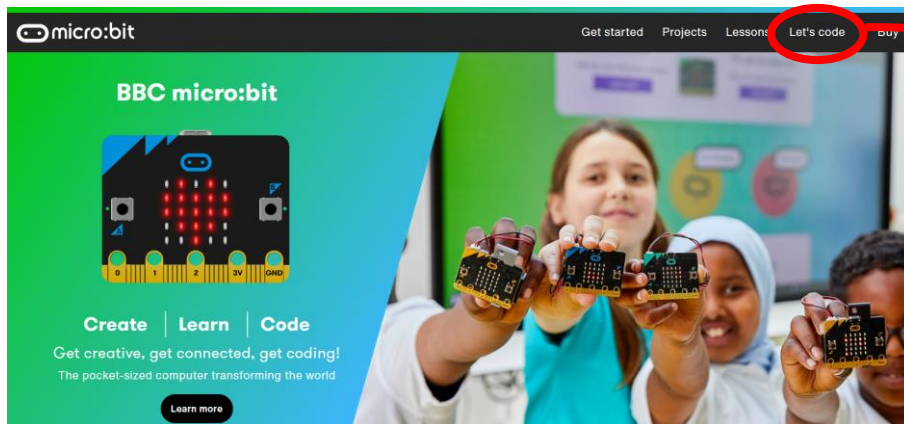 micro:bit
Get started Projects Lessons Let's code Buy
BBC micro:bit
0 1 2 3V GND
Create Learn Code
Get creative, get connected, get coding!
The pocket-sized computer transforming the world
Learn more